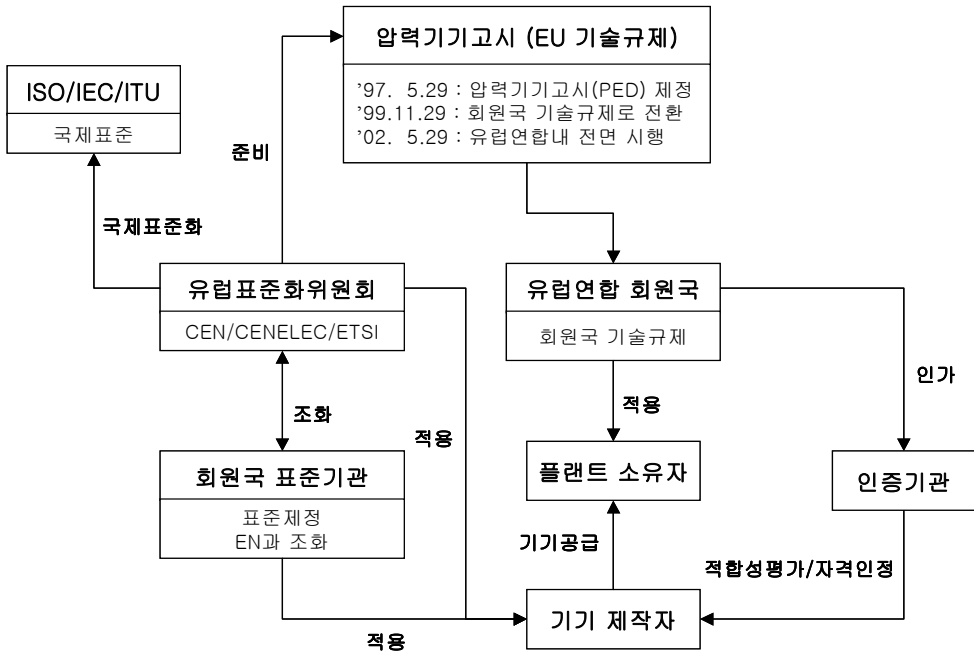 압력기기고시 (EU 기술규제)
'97. 5.29 : 압력기기고시(PED) 제정
'99.11.29 : 회원국 기술규제로 전환
'02. 5.29 : 유럽연합내 전면 시행
ISO/IEC/ITU
국제표준
준비
국제표준화
유럽표준화위원회
CEN/CENELEC/ETSI
유럽연합 회원국
회원국 기술규제
인가
조화
적용
적용
회원국 표준기관
표준제정
EN과 조화
플랜트 소유자
인증기관
기기공급
적합성평가/자격인정
기기 제작자
적용